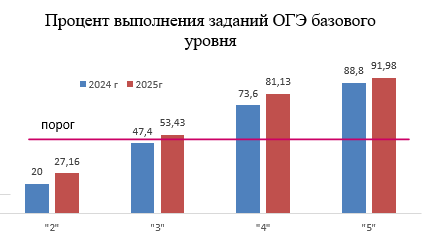 Процент выполнения заданий ОГЭ базового
уровня
2024 г 2025г
91,98
88,8
81,13
73,6
порог
53,43
47,4
27,16
20
"2" "3" "4" "5"